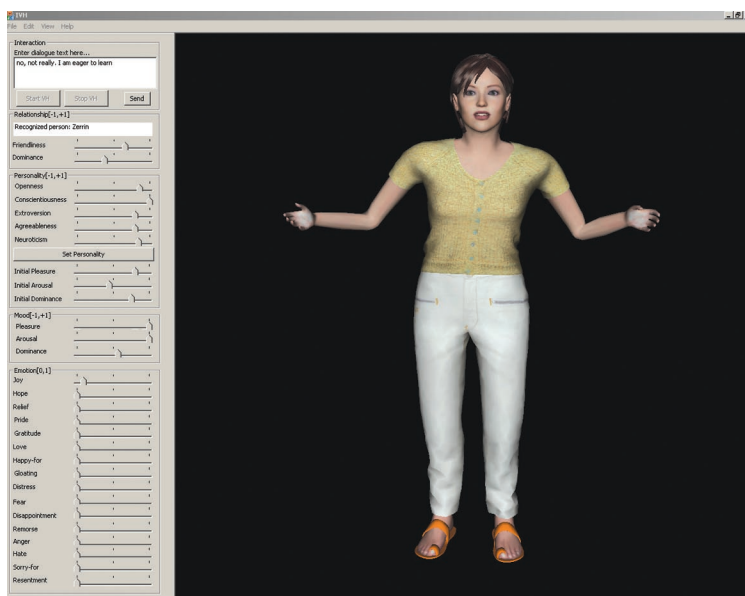 IVH
File Edit View Help
Interaction
Enter dialogue text here...
no, not really. I am eager to learn
Start VH Stop VH Send
Relationship[-1,+1]
Recognized person: Zerrin
Friendliness
Dominance
Personality[-1,+1]
Openness
Conscientiousness
Extroversion
Agreeableness
Neuroticism
Set Personality
Initial Pleasure
Initial Arousal
Initial Dominance
Mood[-1,+1]
Pleasure
Arousal
Dominance
Emotion[0,1]
Joy
Hope
Relief
Pride
Gratitude
Love
Happy-for
Gloating
Distress
Fear
Disappointment
Remorse
Anger
Hate
Sorry-for
Resentment